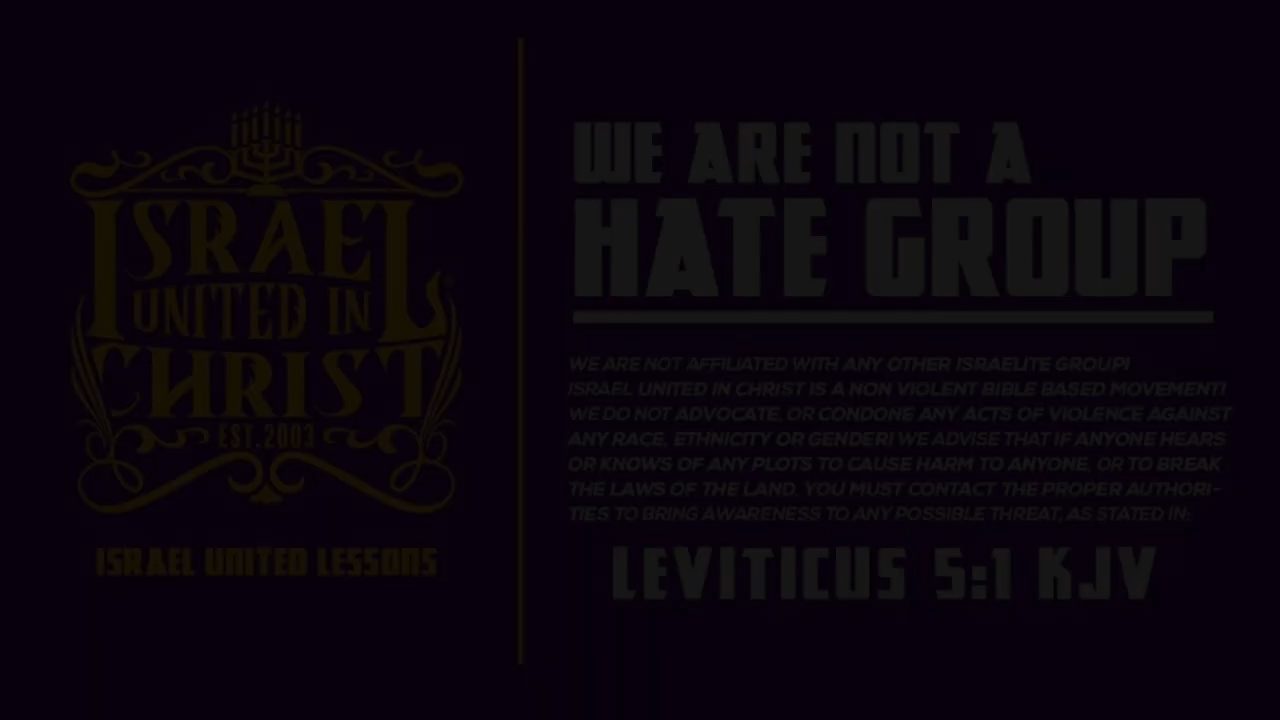 ISRAEL
UNITED IN
CHRIST
EST. 2003
ISRAEL UNITED LESSONS
WE ARE NOT A
HATE GROUP
WE ARE NOT AFFILIATED WITH ANY OTHER ISRAELITE GROUP!
ISRAEL UNITED IN CHRIST IS A NON VIOLENT BIBLE BASED MOVEMENT!
WE DO NOT ADVOCATE, OR CONDONE ANY ACTS OF VIOLENCE AGAINST
ANY RACE, ETHNICITY OR GENDER! WE ADVISE THAT IF ANYONE HEARS
OR KNOWS OF ANY PLOTS TO CAUSE HARM TO ANYONE, OR TO BREAK
THE LAWS OF THE LAND, YOU MUST CONTACT THE PROPER AUTHORI-
TIES TO BRING AWARENESS TO ANY POSSIBLE THREAT, AS STATED IN:
LEVITICUS 5:1 KJV